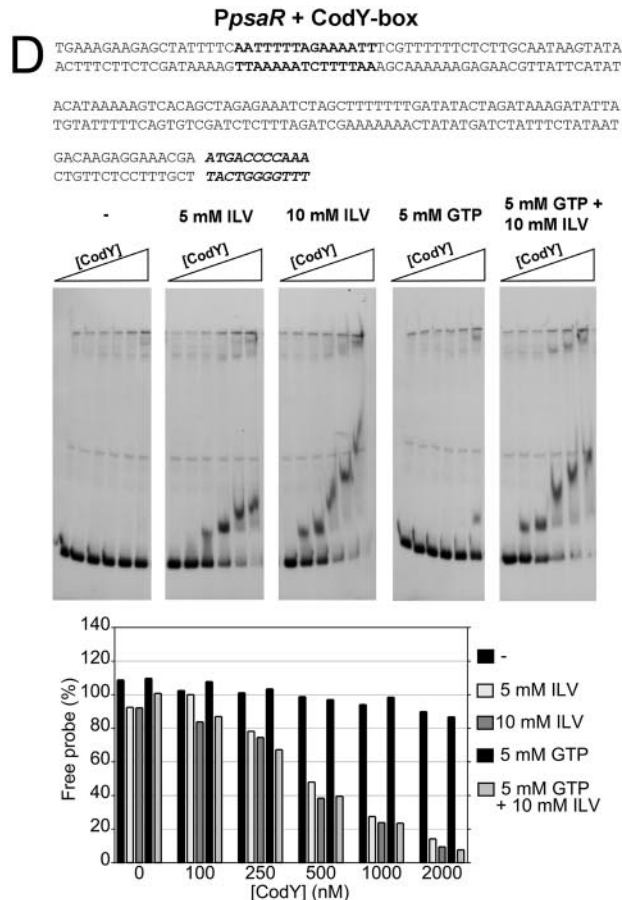 PpsaR + CodY-box
D
TGAAAGAAGAGCTATTTTCAATTTTTAGAAAATTTCGTTTTTTCTCTTGCAATAAGTATA
ACTTTCTTCTCGATAAAAGTTAAAAATCTTTTAAAGCAAAAAAGAGAACGTTATTCATAT
ACATAAAAAGTCACAGCTAGAGAAATCTAGCTTTTTTTGATATACTAGATAAAGATATTA
TGTATTTTTCAGTGTCGATCTCTTTAGATCGAAAAAAACTATATGATCTATTTCTATAAT
GACAAGAGGAAACGA ATGACCCCAAA
CTGTTCTCCTTTGCT TACTGGGGTTT
- 5 mM ILV 10 mM ILV 5 mM GTP 5 mM GTP +
10 mM ILV
[CodY] [CodY] [CodY] [CodY] [CodY]
140
120
100
80
60
40
20
0
Free probe (%)
0 100 250 500 1000 2000
[CodY] (nM)
-
5 mM ILV
10 mM ILV
5 mM GTP
5 mM GTP
+ 10 mM ILV